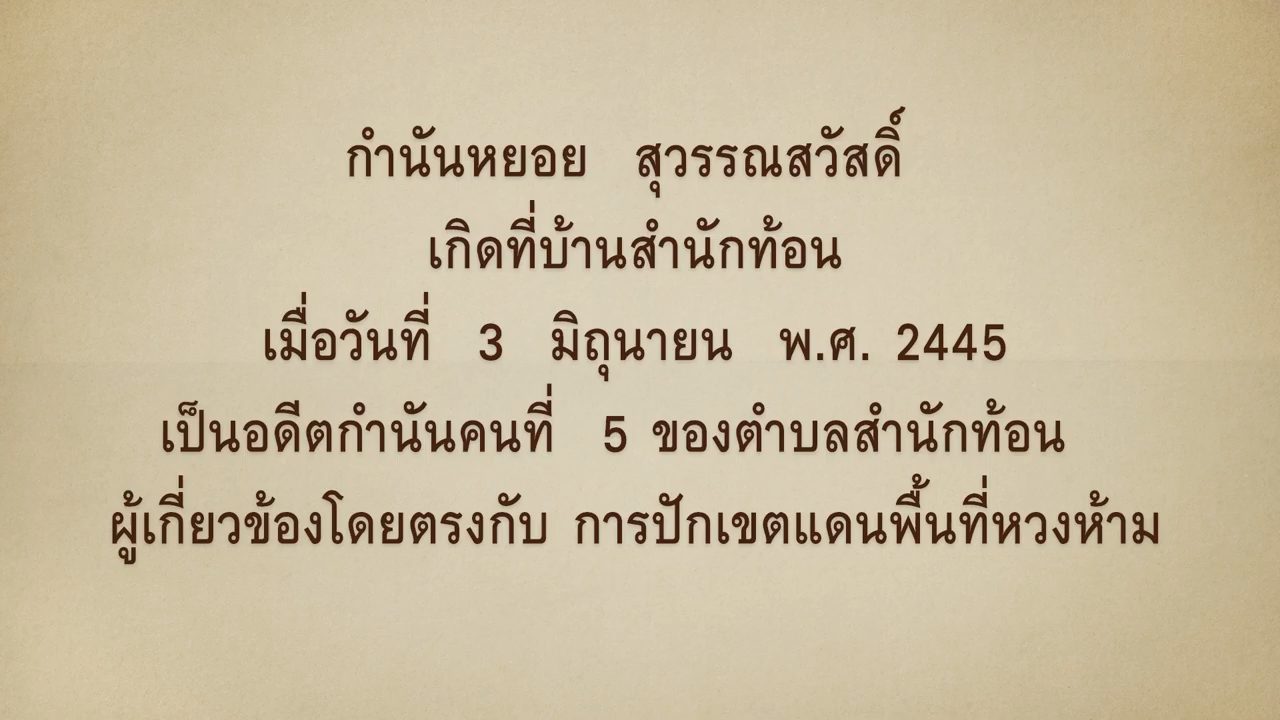 กำนันหยอย สุวรรณสวัสดิ์
เกิดที่บ้านสำนักท้อน
เมื่อวันที่ 3 มิถุนายน พ.ศ. 2445
เป็นอดีตกำนันคนที่ 5 ของตำบลสำนักท้อน
ผู้เกี่ยวข้องโดยตรงกับ การปักเขตแดนพื้นที่หวงห้าม